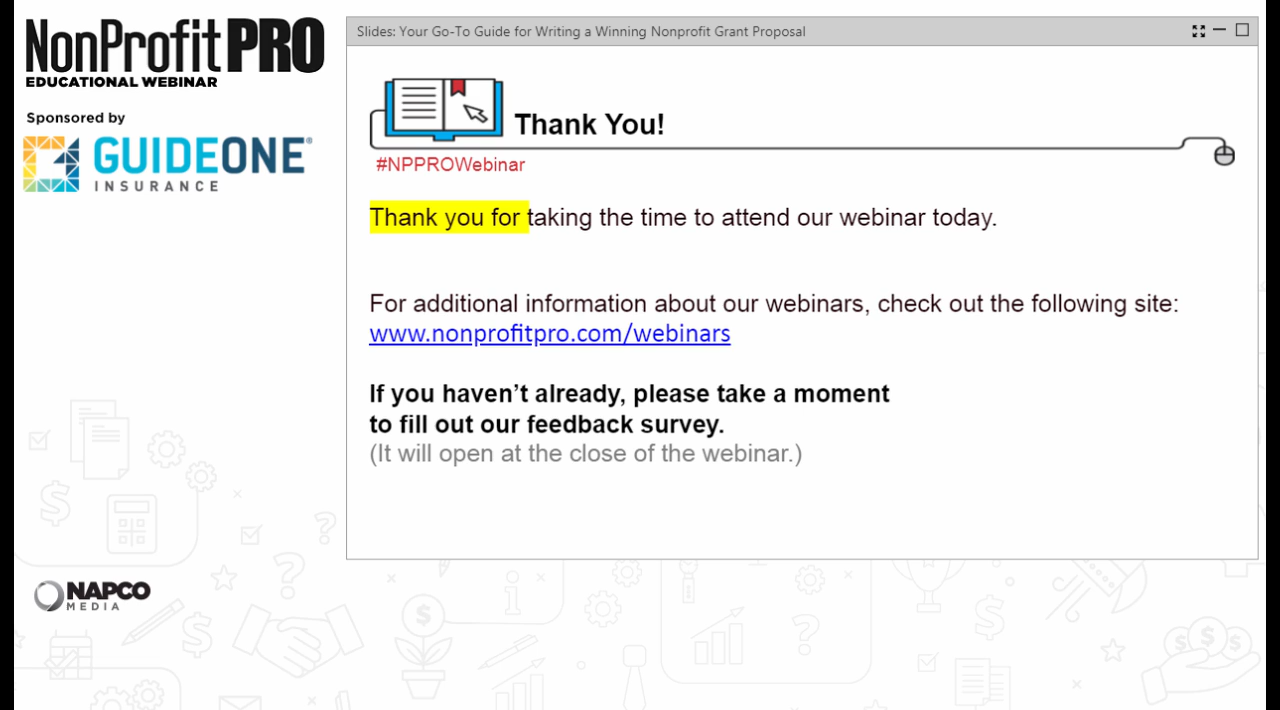 NonProfit PRO
EDUCATIONAL WEBINAR
Sponsored by
GUIDEONE®
INSURANCE
NAPCO
MEDIA
Slides: Your Go-To Guide for Writing a Winning Nonprofit Grant Proposal
Thank You!
#NPPROWebinar
Thank you for taking the time to attend our webinar today.
For additional information about our webinars, check out the following site:
www.nonprofitpro.com/webinars
If you haven’t already, please take a moment
to fill out our feedback survey.
(It will open at the close of the webinar.)